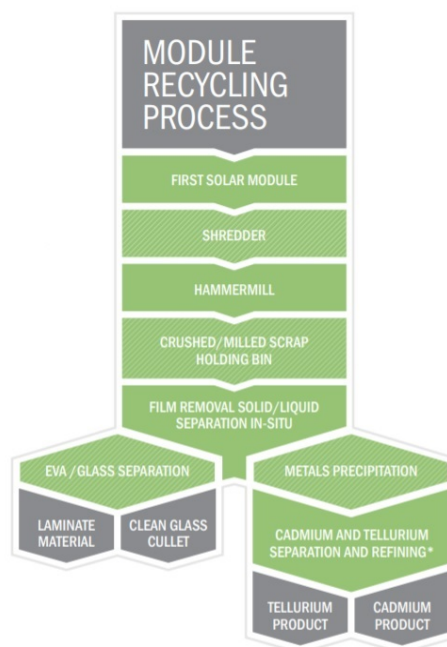 MODULE
RECYCLING
PROCESS
FIRST SOLAR MODULE
SHREDDER
HAMMERMILL
CRUSHED/MILLED SCRAP
HOLDING BIN
FILM REMOVAL SOLID/LIQUID
SEPARATION IN-SITU
EVA /GLASS SEPARATION
METALS PRECIPITATION
LAMINATE
MATERIAL
CLEAN GLASS
CULLET
CADMIUM AND TELLURIUM
SEPARATION AND REFINING*
TELLURIUM
PRODUCT
CADMIUM
PRODUCT